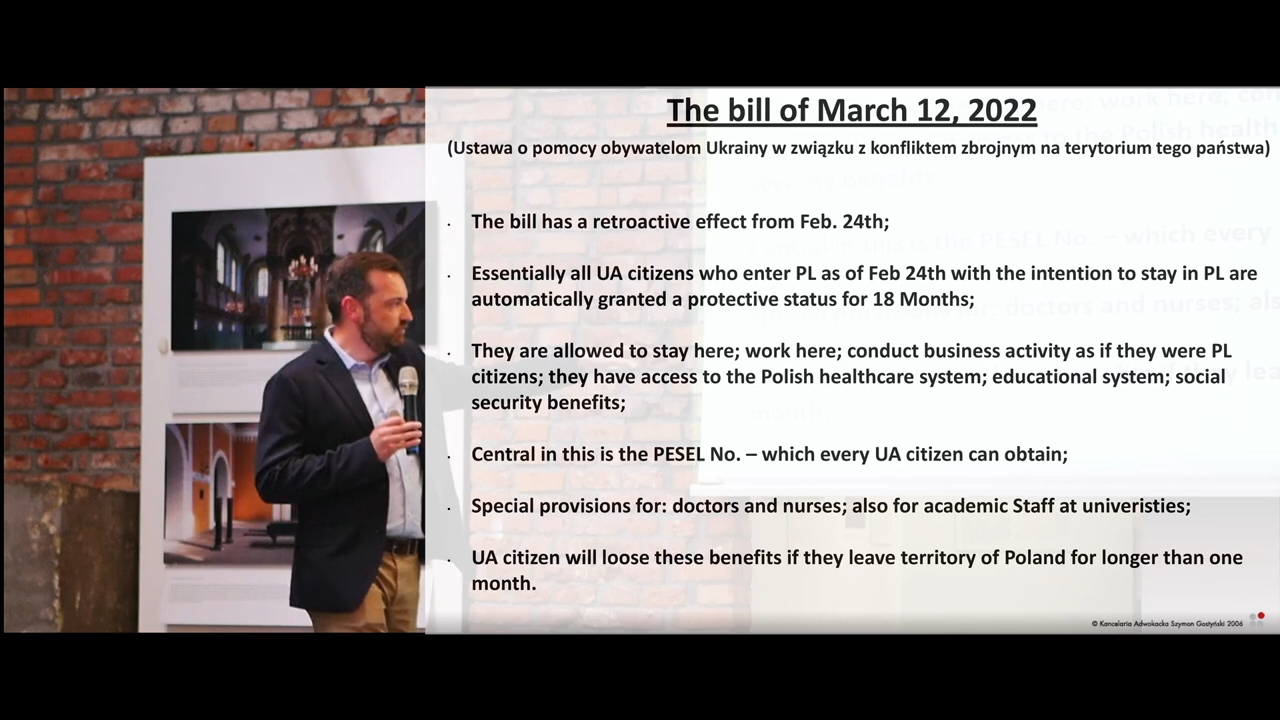 The bill of March 12, 2022
(Ustawa o pomocy obywatelom Ukrainy w związku z konfliktem zbrojnym na terytorium tego państwa)
· The bill has a retroactive effect from Feb. 24th;
· Essentially all UA citizens who enter PL as of Feb 24th with the intention to stay in PL are
automatically granted a protective status for 18 Months;
· They are allowed to stay here; work here; conduct business activity as if they were PL
citizens; they have access to the Polish healthcare system; educational system; social
security benefits;
· Central in this is the PESEL No. – which every UA citizen can obtain;
· Special provisions for: doctors and nurses; also for academic Staff at univeristies;
· UA citizen will loose these benefits if they leave territory of Poland for longer than one
month.
© Kancelaria Adwokacka Szymon Gostyński 2006